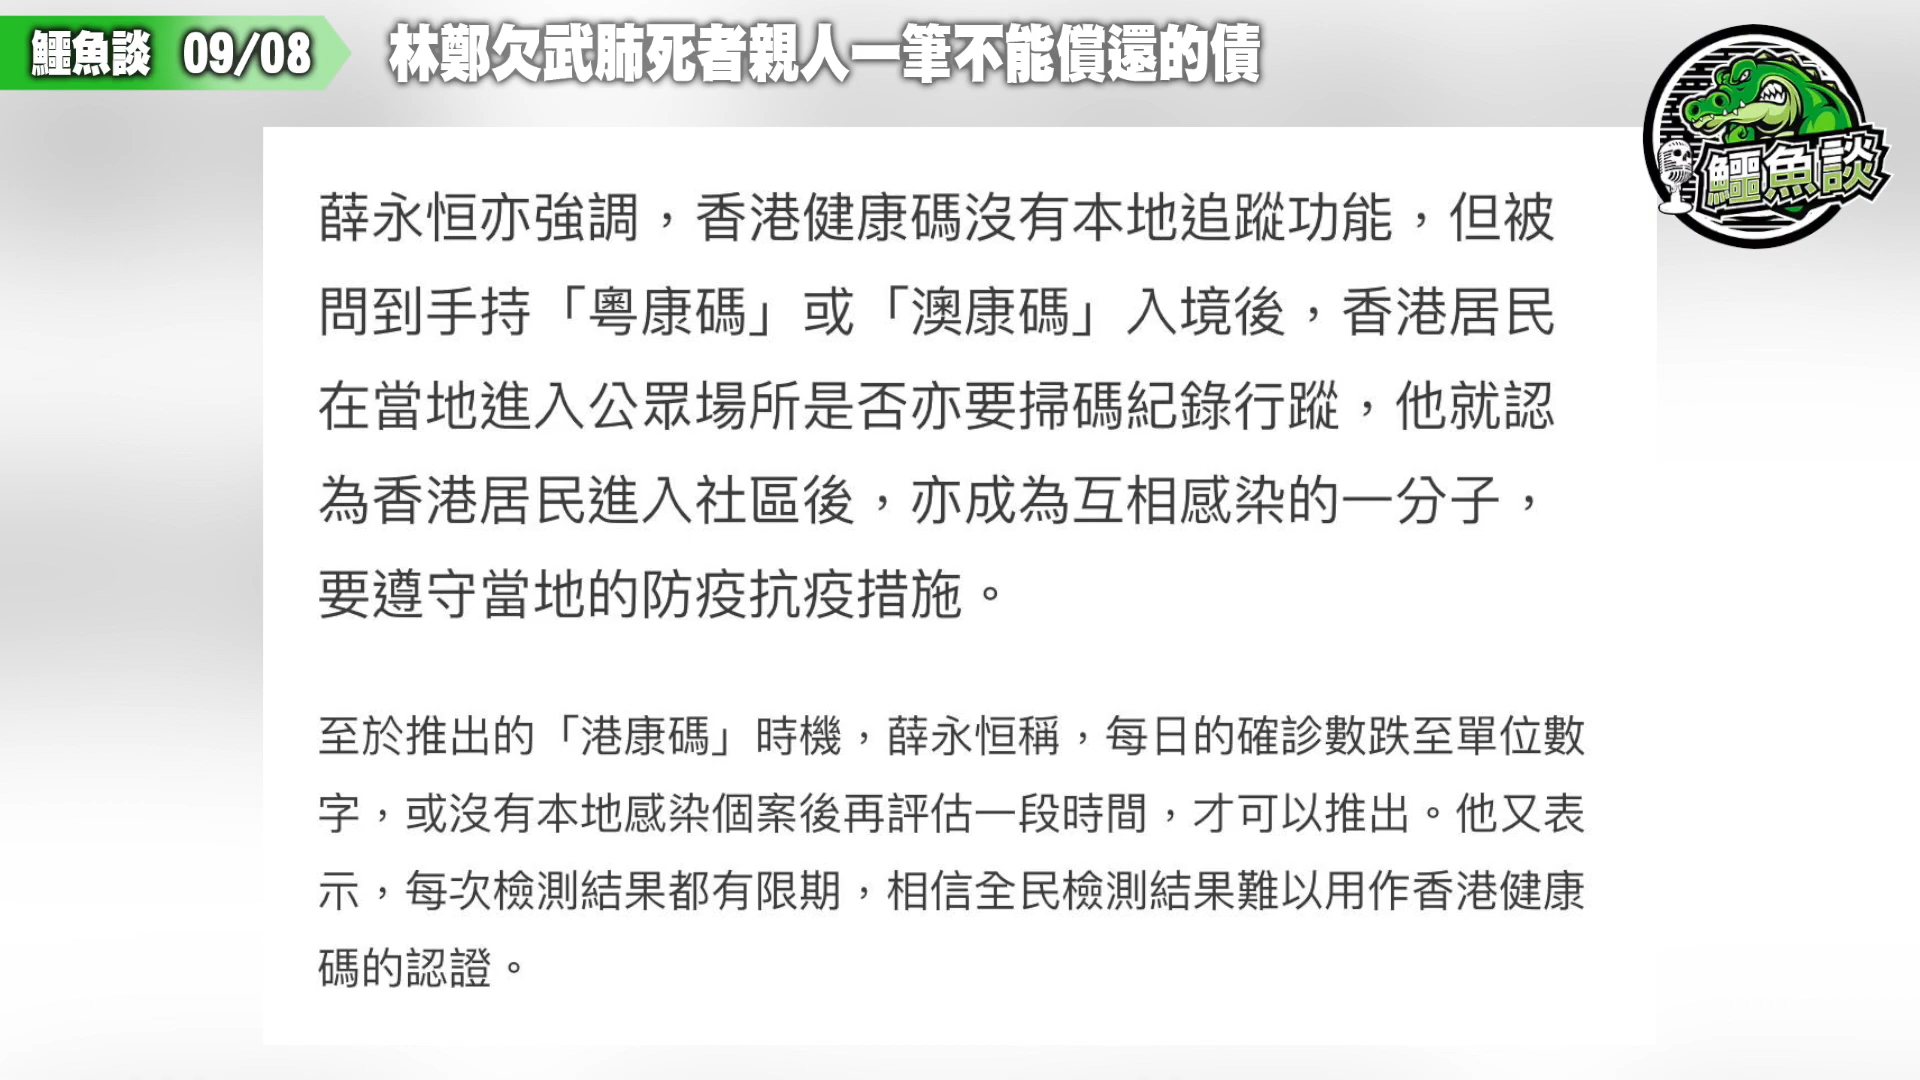 鱷魚談 09/08
林鄭欠武肺死者親人一筆不能償還的債
鱷魚談
薛永恒亦強調，香港健康碼沒有本地追蹤功能，但被
問到手持「粵康碼」或「澳康碼」入境後，香港居民
在當地進入公眾場所是否亦要掃碼紀錄行蹤，他就認
為香港居民進入社區後，亦成為互相感染的一分子，
要遵守當地的防疫抗疫措施。
至於推出的「港康碼」時機，薛永恒稱，每日的確診數跌至單位數
字，或沒有本地感染個案後再評估一段時間，才可以推出。他又表
示，每次檢測結果都有限期，相信全民檢測結果難以用作香港健康
碼的認證。